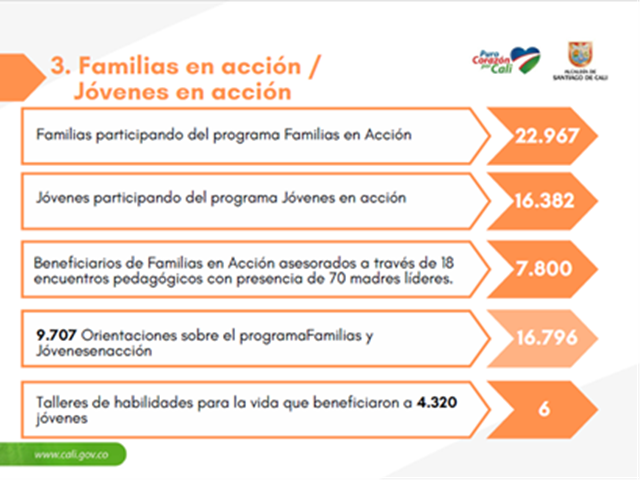 3. Familias en acción /
Jóvenes en acción
Puro
Corazón
por Cali
ALCALDÍA DE
SANTIAGO DE CALI
Familias participando del programa Familias en Acción
22.967
Jóvenes participando del programa Jóvenes en acción
16.382
Beneficiarios de Familias en Acción asesorados a través de 18
encuentros pedagógicos con presencia de 70 madres líderes.
7.800
9.707 Orientaciones sobre el programaFamilias y
Jóvenesenacción
16.796
Talleres de habilidades para la vida que beneficiaron a 4.320
jóvenes
6
www.cali.gov.co